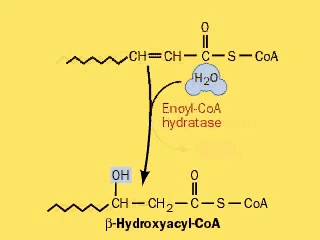 O
CH=CH—C—S—CoA
H₂O
Enoyl-CoA
hydratase
OH
O
CH—CH₂—C—S—CoA
β-Hydroxyacyl-CoA